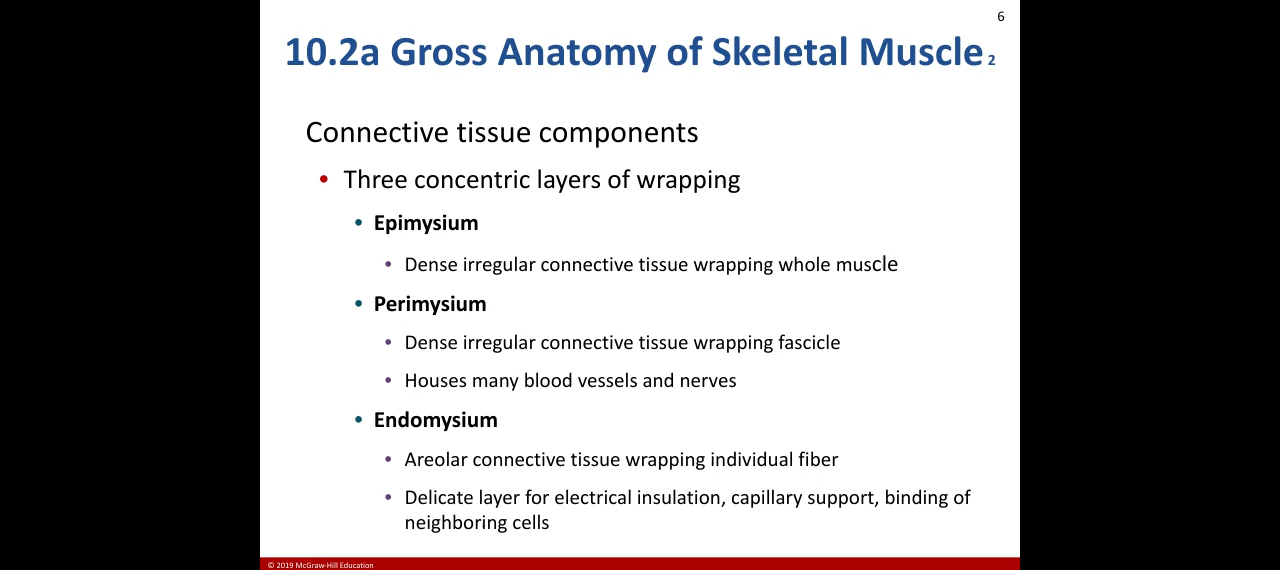 6
10.2a Gross Anatomy of Skeletal Muscle 2
Connective tissue components
• Three concentric layers of wrapping
• Epimysium
• Dense irregular connective tissue wrapping whole muscle
• Perimysium
• Dense irregular connective tissue wrapping fascicle
• Houses many blood vessels and nerves
• Endomysium
• Areolar connective tissue wrapping individual fiber
• Delicate layer for electrical insulation, capillary support, binding of
neighboring cells
© 2019 McGraw-Hill Education